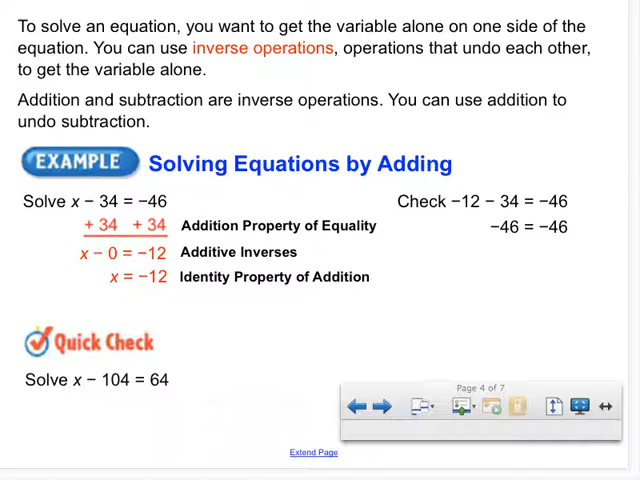 To solve an equation, you want to get the variable alone on one side of the
equation. You can use inverse operations, operations that undo each other,
to get the variable alone.
Addition and subtraction are inverse operations. You can use addition to
undo subtraction.
EXAMPLE Solving Equations by Adding
Solve x − 34 = −46
+ 34 + 34 Addition Property of Equality
x − 0 = −12 Additive Inverses
x = −12 Identity Property of Addition
Check −12 − 34 = −46
−46 = −46
Quick Check
Solve x − 104 = 64
Page 4 of 7
Extend Page